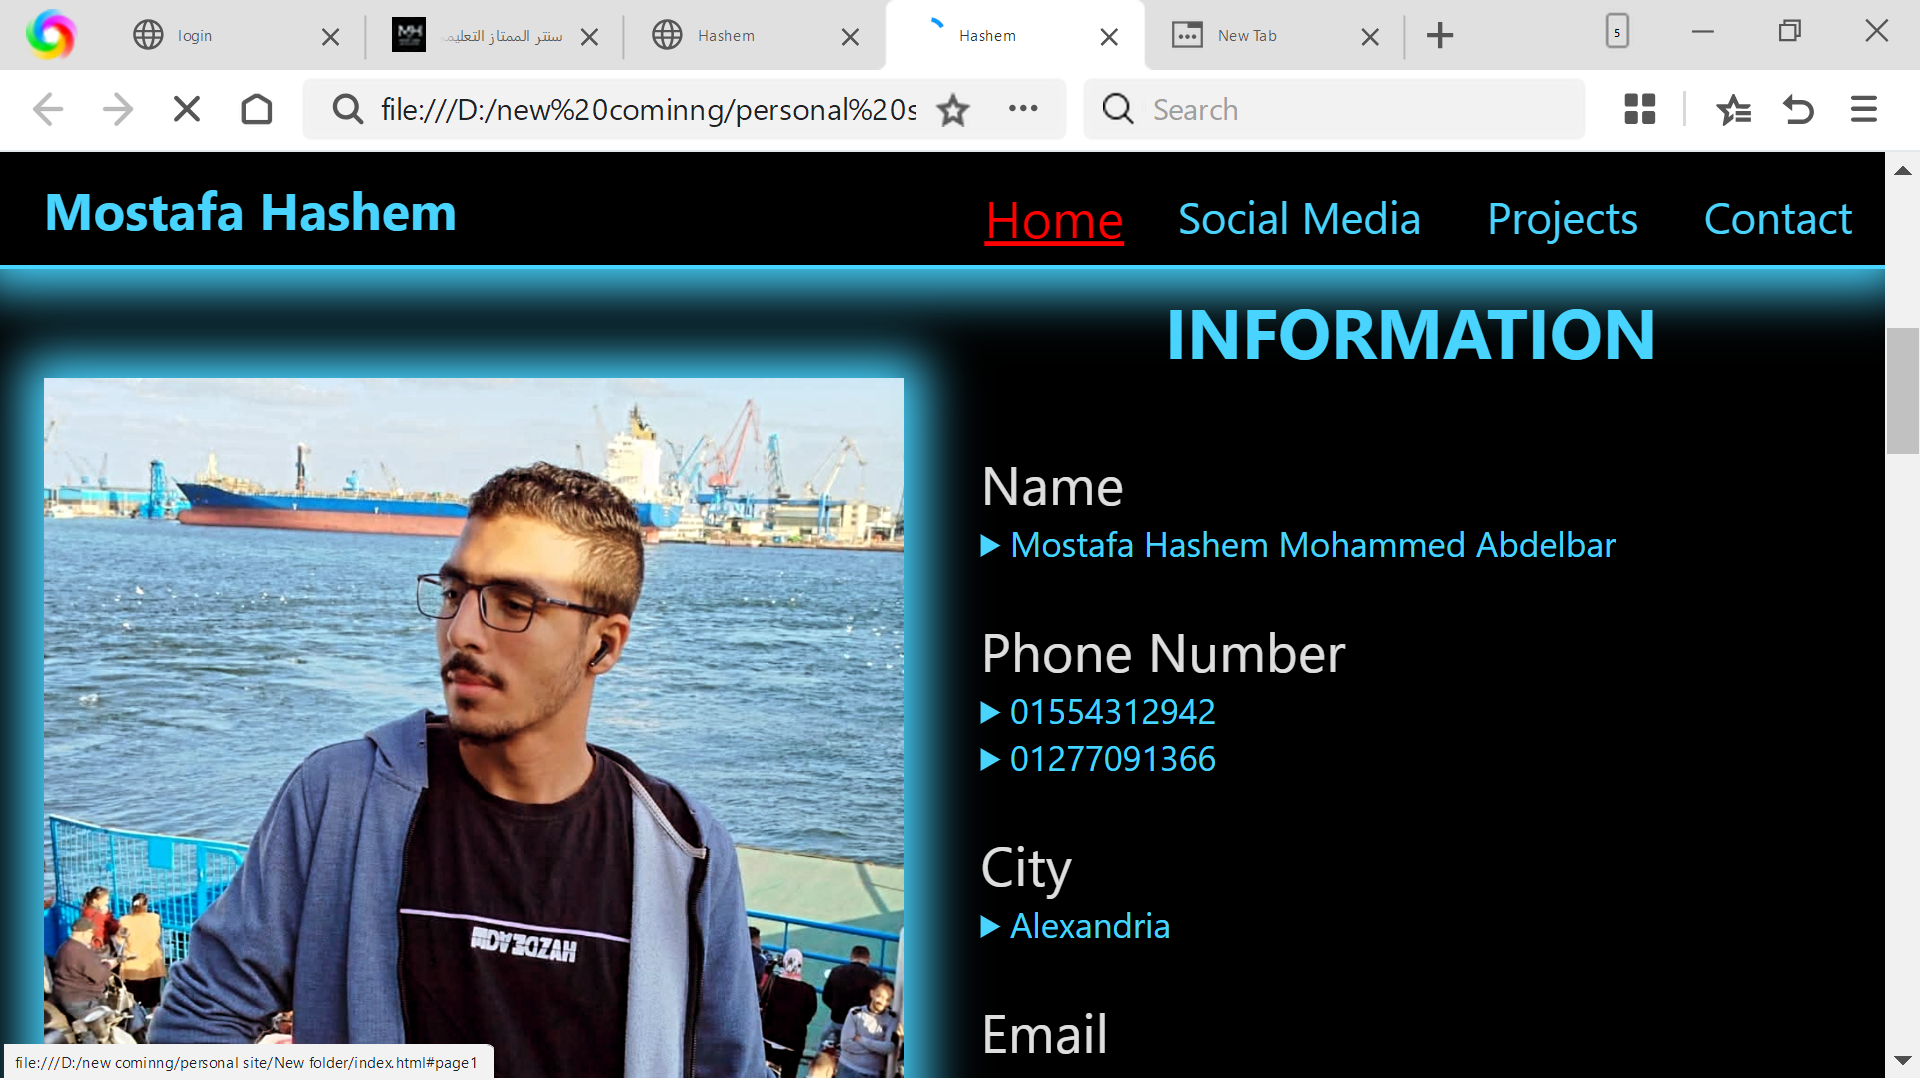 login
سنتر الممتاز التعليمـ
Hashem
Hashem
New Tab
5
file:///D:/new%20cominng/personal%20s
Search
Mostafa Hashem
Home
Social Media
Projects
Contact
INFORMATION
Name
Mostafa Hashem Mohammed Abdelbar
Phone Number
01554312942
01277091366
City
Alexandria
Email
file:///D:/new cominng/personal site/New folder/index.html#page1